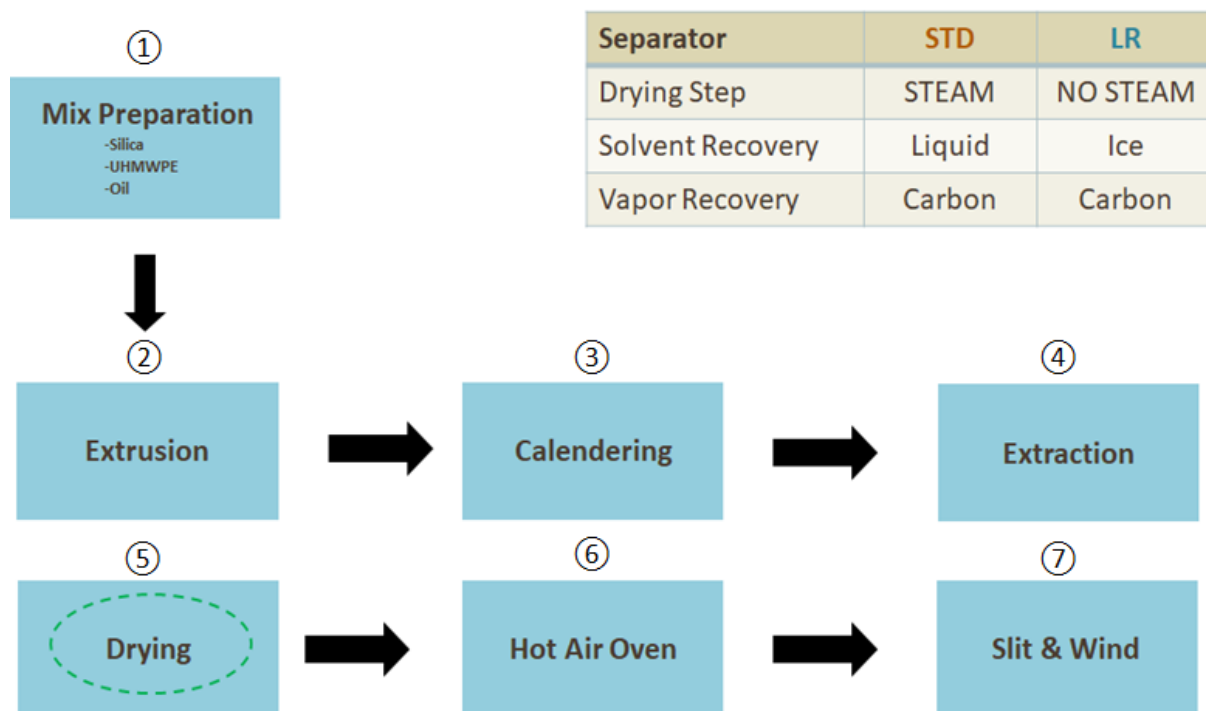 ①
Mix Preparation
-Silica
-UHMWPE
-Oil
Separator STD LR
Drying Step STEAM NO STEAM
Solvent Recovery Liquid Ice
Vapor Recovery Carbon Carbon
② ③ ④
Extrusion Calendering Extraction
⑤ ⑥ ⑦
Drying Hot Air Oven Slit & Wind